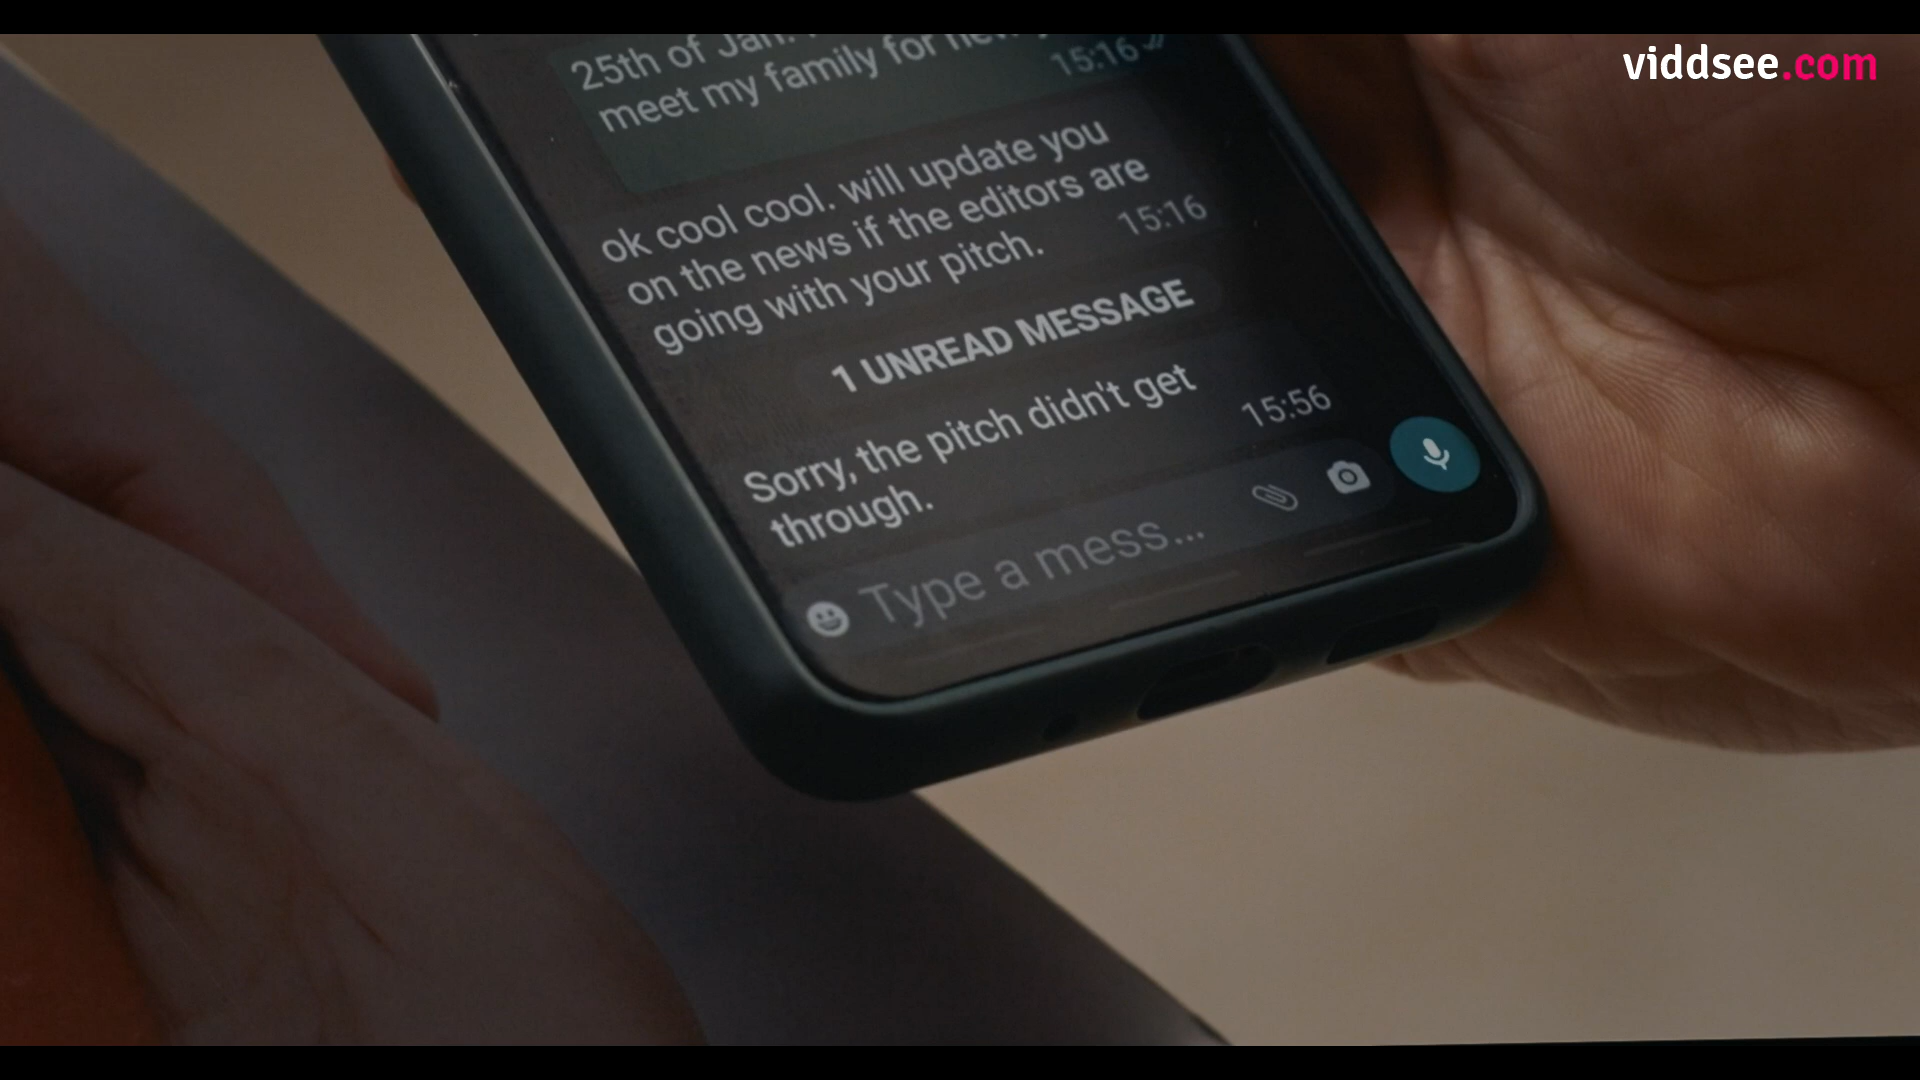 viddsee.com
25th of Jan.
meet my family for new
15:16
ok cool cool. will update you
on the news if the editors are
going with your pitch.
15:16
1 UNREAD MESSAGE
Sorry, the pitch didn't get
through.
15:56
Type a mess...